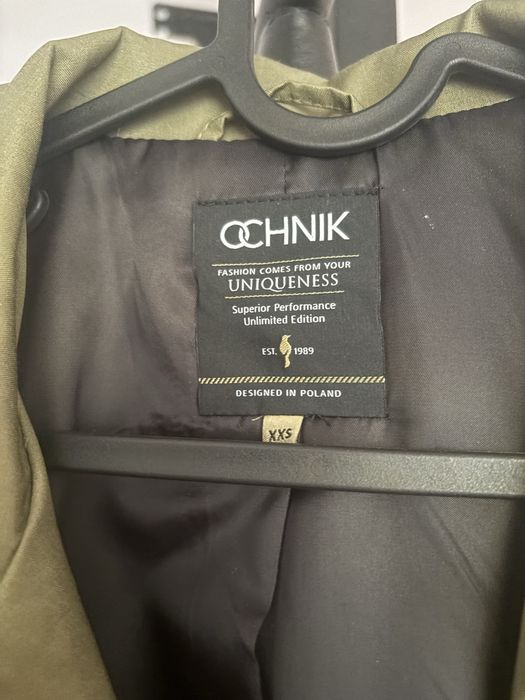 OCHNIK
FASHION COMES FROM YOUR
UNIQUENESS
Superior Performance
Unlimited Edition
EST. 1989
DESIGNED IN POLAND
XXS